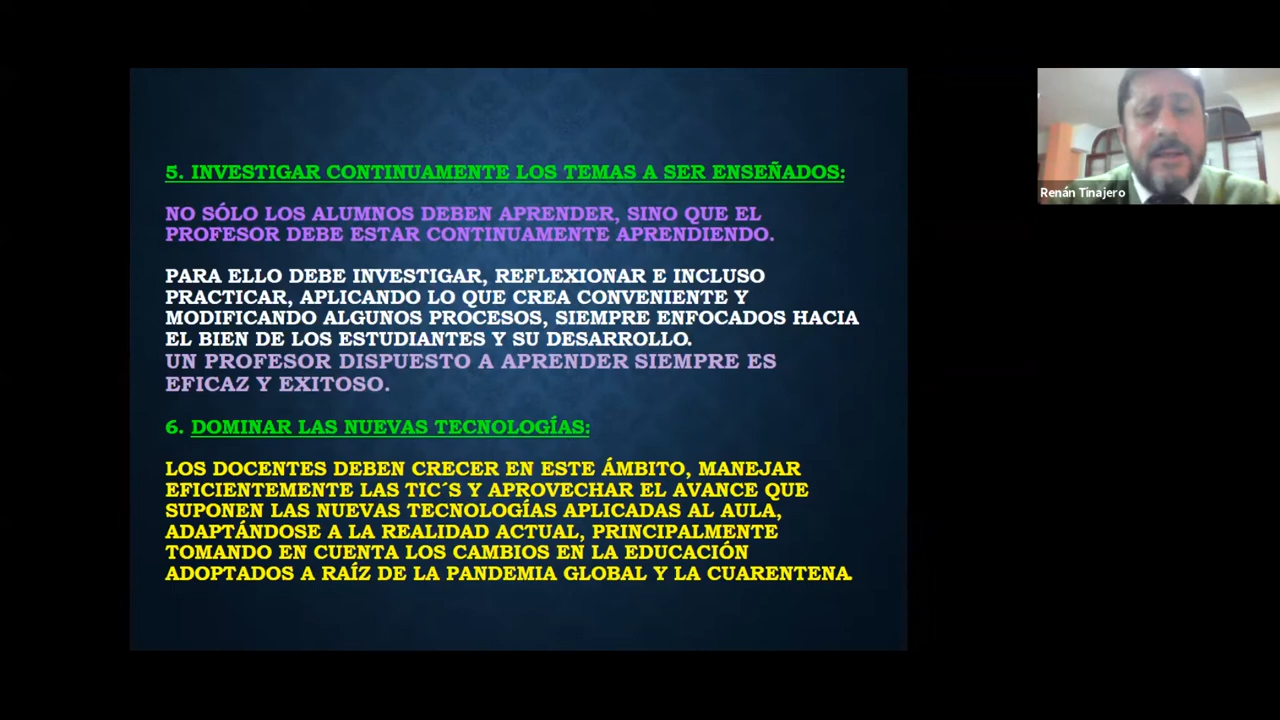 5. INVESTIGAR CONTINUAMENTE LOS TEMAS A SER ENSEÑADOS:
NO SÓLO LOS ALUMNOS DEBEN APRENDER, SINO QUE EL
PROFESOR DEBE ESTAR CONTINUAMENTE APRENDIENDO.
PARA ELLO DEBE INVESTIGAR, REFLEXIONAR E INCLUSO
PRACTICAR, APLICANDO LO QUE CREA CONVENIENTE Y
MODIFICANDO ALGUNOS PROCESOS, SIEMPRE ENFOCADOS HACIA
EL BIEN DE LOS ESTUDIANTES Y SU DESARROLLO.
UN PROFESOR DISPUESTO A APRENDER SIEMPRE ES
EFICAZ Y EXITOSO.
6. DOMINAR LAS NUEVAS TECNOLOGÍAS:
LOS DOCENTES DEBEN CRECER EN ESTE ÁMBITO, MANEJAR
EFICIENTEMENTE LAS TIC´S Y APROVECHAR EL AVANCE QUE
SUPONEN LAS NUEVAS TECNOLOGÍAS APLICADAS AL AULA,
ADAPTÁNDOSE A LA REALIDAD ACTUAL, PRINCIPALMENTE
TOMANDO EN CUENTA LOS CAMBIOS EN LA EDUCACIÓN
ADOPTADOS A RAÍZ DE LA PANDEMIA GLOBAL Y LA CUARENTENA.
Renán Tinajero